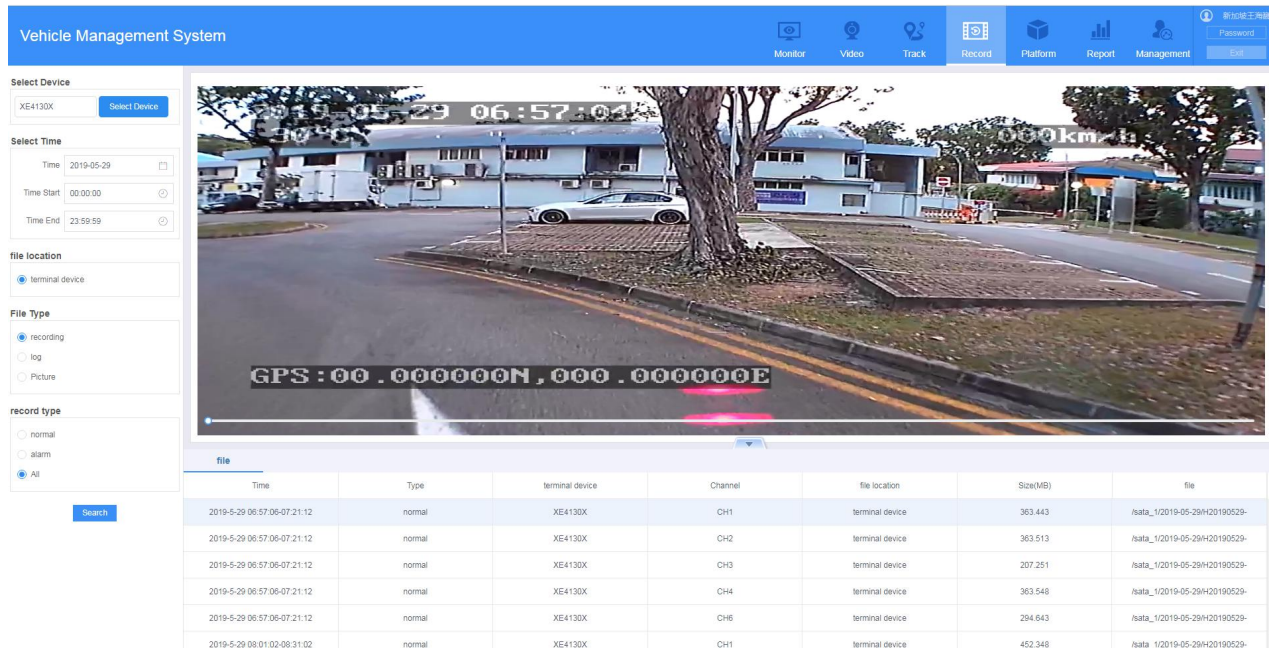 Vehicle Management System
Monitor
Video
Track
Record
Platform
Report
Management
Password
Exit
Select Device
XE4130X
Select Device
Select Time
Time 2019-05-29
Time Start 00:00:00
Time End 23:59:59
file location
terminal device
File Type
recording
log
Picture
record type
normal
alarm
All
Search
06:57:04
000km/h
GPS:00.000000N,000.000000E
file
Time Type terminal device Channel file location Size(MB) file
2019-5-29 06:57:06-07:21:12 normal XE4130X CH1 terminal device 363.443 /sata_1/2019-05-29/H20190529-
2019-5-29 06:57:06-07:21:12 normal XE4130X CH2 terminal device 363.513 /sata_1/2019-05-29/H20190529-
2019-5-29 06:57:06-07:21:12 normal XE4130X CH3 terminal device 207.251 /sata_1/2019-05-29/H20190529-
2019-5-29 06:57:06-07:21:12 normal XE4130X CH4 terminal device 363.548 /sata_1/2019-05-29/H20190529-
2019-5-29 06:57:06-07:21:12 normal XE4130X CH6 terminal device 294.643 /sata_1/2019-05-29/H20190529-
2019-5-29 08:01:02-08:31:02 normal XE4130X CH1 terminal device 452.348 /sata_1/2019-05-29/H20190529-